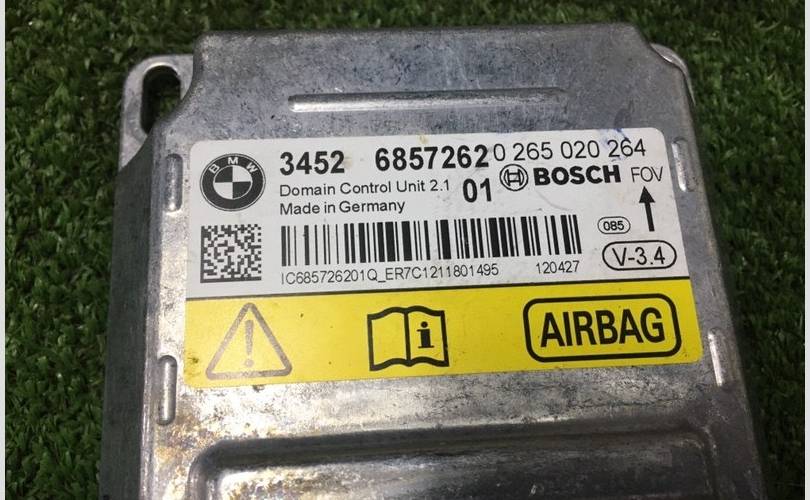 BMW
3452 6857262 0 265 020 264
Domain Control Unit 2.1 01 BOSCH FOV
Made in Germany
085
V-3.4
IC685726201Q_ER7C1211801495 120427
! i AIRBAG